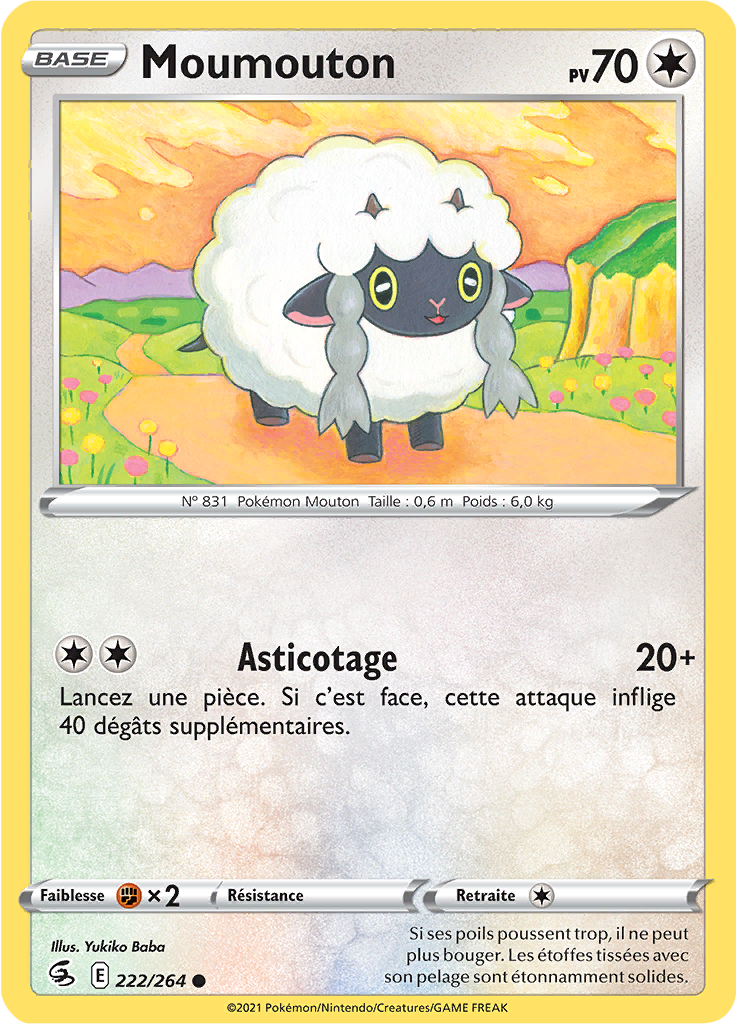 BASE Moumouton PV 70
N° 831 Pokémon Mouton Taille : 0,6 m Poids : 6,0 kg
Asticotage 20+
Lancez une pièce. Si c'est face, cette attaque inflige
40 dégâts supplémentaires.
Faiblesse ×2 Résistance Retraite
Si ses poils poussent trop, il ne peut
plus bouger. Les étoffes tissées avec
son pelage sont étonnamment solides.
Illus. Yukiko Baba
E 222/264
©2021 Pokémon/Nintendo/Creatures/GAME FREAK